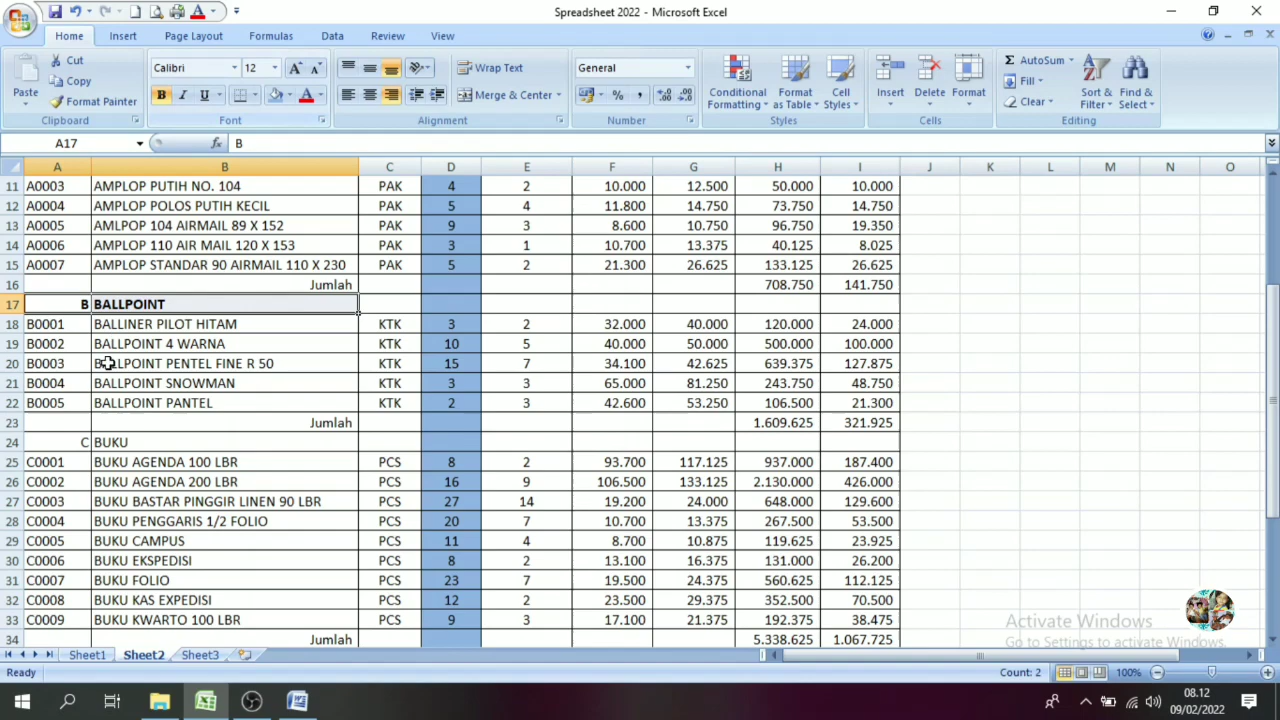 Spreadsheet 2022 - Microsoft Excel
Home Insert Page Layout Formulas Data Review View
Paste Cut Copy Format Painter Clipboard
Calibri 12 B I U Font
Wrap Text Merge & Center Alignment
General % , Number
Conditional Formatting Format as Table Cell Styles Styles
Insert Delete Format Cells
AutoSum Fill Clear Sort & Filter Find & Select Editing
A17 fx B
A B C D E F G H I J K L M N O
11 A0003 AMPLOP PUTIH NO. 104 PAK 4 2 10.000 12.500 50.000 10.000
12 A0004 AMPLOP POLOS PUTIH KECIL PAK 5 4 11.800 14.750 73.750 14.750
13 A0005 AMLPOP 104 AIRMAIL 89 X 152 PAK 9 3 8.600 10.750 96.750 19.350
14 A0006 AMPLOP 110 AIR MAIL 120 X 153 PAK 3 1 10.700 13.375 40.125 8.025
15 A0007 AMPLOP STANDAR 90 AIRMAIL 110 X 230 PAK 5 2 21.300 26.625 133.125 26.625
16 Jumlah 708.750 141.750
17 B BALLPOINT
18 B0001 BALLINER PILOT HITAM KTK 3 2 32.000 40.000 120.000 24.000
19 B0002 BALLPOINT 4 WARNA KTK 10 5 40.000 50.000 500.000 100.000
20 B0003 BALLPOINT PENTEL FINE R 50 KTK 15 7 34.100 42.625 639.375 127.875
21 B0004 BALLPOINT SNOWMAN KTK 3 3 65.000 81.250 243.750 48.750
22 B0005 BALLPOINT PANTEL KTK 2 3 42.600 53.250 106.500 21.300
23 Jumlah 1.609.625 321.925
24 C BUKU
25 C0001 BUKU AGENDA 100 LBR PCS 8 2 93.700 117.125 937.000 187.400
26 C0002 BUKU AGENDA 200 LBR PCS 16 9 106.500 133.125 2.130.000 426.000
27 C0003 BUKU BASTAR PINGGIR LINEN 90 LBR PCS 27 14 19.200 24.000 648.000 129.600
28 C0004 BUKU PENGGARIS 1/2 FOLIO PCS 20 7 10.700 13.375 267.500 53.500
29 C0005 BUKU CAMPUS PCS 11 4 8.700 10.875 119.625 23.925
30 C0006 BUKU EKSPEDISI PCS 8 2 13.100 16.375 131.000 26.200
31 C0007 BUKU FOLIO PCS 23 7 19.500 24.375 560.625 112.125
32 C0008 BUKU KAS EXPEDISI PCS 12 2 23.500 29.375 352.500 70.500
33 C0009 BUKU KWARTO 100 LBR PCS 9 3 17.100 21.375 192.375 38.475
34 Jumlah 5.338.625 1.067.725
Activate Windows
Go to Settings to activate Windows.
Sheet1 Sheet2 Sheet3
Ready Count: 2 100%
08.12
09/02/2022